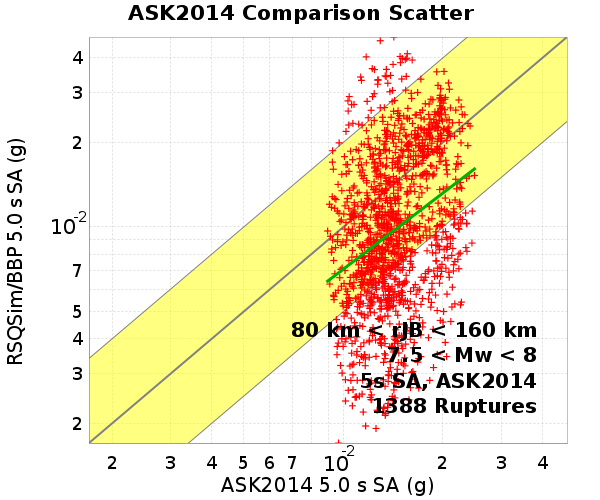 ASK2014 Comparison Scatter
RSQSim/BBP 5.0 s SA (g)
4
3
2
10-2
7
5
4
3
2
80 km < rJB < 160 km
7.5 < Mw < 8
5s SA, ASK2014
1388 Ruptures
2 3 4 5 6 7 10-2 2 3 4
ASK2014 5.0 s SA (g)